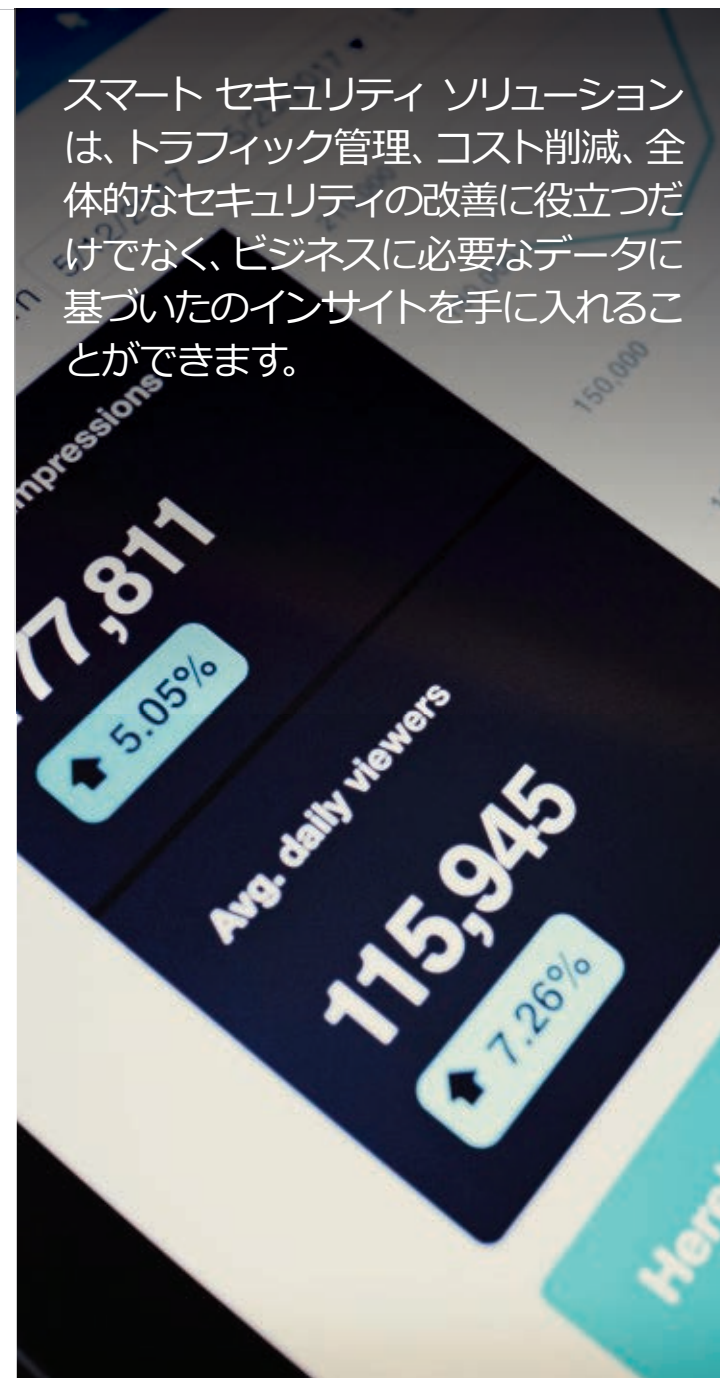 スマート セキュリティ ソリューション
は、トラフィック管理、コスト削減、全
体的なセキュリティの改善に役立つだ
けでなく、ビジネスに必要なデータに
基づいたのインサイトを手に入れるこ
とができます。
150,000
mpressions
77,811
5.05%
Avg. daily viewers
115,945
7.26%